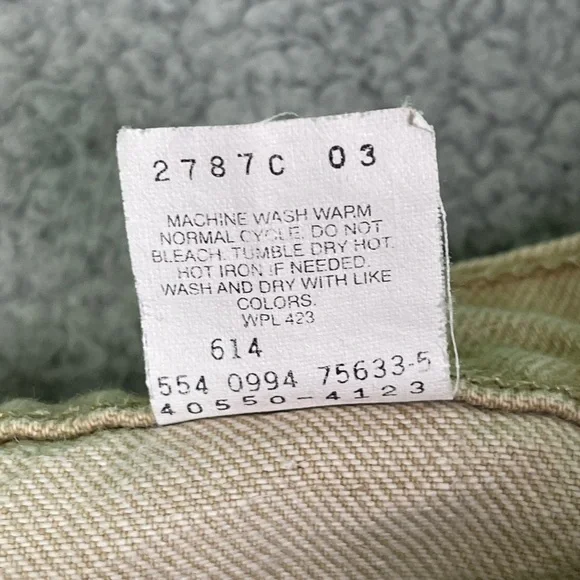 2787C 03
MACHINE WASH WARM
NORMAL CYCLE. DO NOT
BLEACH. TUMBLE DRY HOT.
HOT IRON IF NEEDED.
WASH AND DRY WITH LIKE
COLORS.
WPL 423
614
554 0994 75633-5
40550-4123